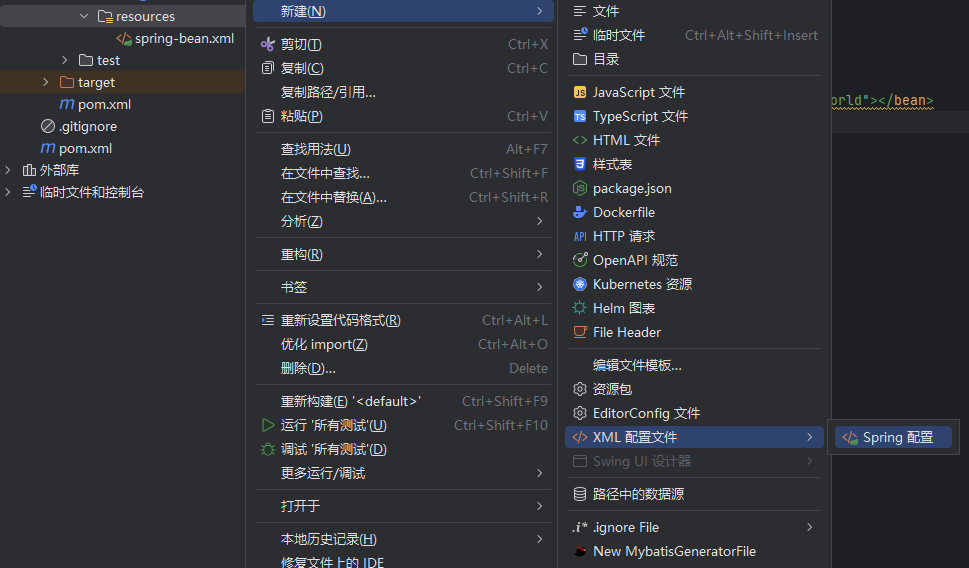 resources
spring-bean.xml
test
target
pom.xml
.gitignore
pom.xml
外部库
临时文件和控制台
新建(N)
剪切(T) Ctrl+X
复制(C) Ctrl+C
复制路径/引用...
粘贴(P) Ctrl+V
查找用法(U) Alt+F7
在文件中查找... Ctrl+Shift+F
在文件中替换(A)... Ctrl+Shift+R
分析(Z)
重构(R)
书签
重新设置代码格式(R) Ctrl+Alt+L
优化 import(Z) Ctrl+Alt+O
删除(D)... Delete
重新构建(E) '<default>' Ctrl+Shift+F9
运行 '所有测试'(U) Ctrl+Shift+F10
调试 '所有测试'(D)
更多运行/调试
打开于
本地历史记录(H)
修复文件上的 IDE
文件
临时文件 Ctrl+Alt+Shift+Insert
目录
JavaScript 文件
TypeScript 文件
HTML 文件
样式表
package.json
Dockerfile
HTTP 请求
OpenAPI 规范
Kubernetes 资源
Helm 图表
File Header
编辑文件模板...
资源包
EditorConfig 文件
XML 配置文件
Swing UI 设计器
路径中的数据源
.ignore File
New MybatisGeneratorFile
orld"></bean>
Spring 配置